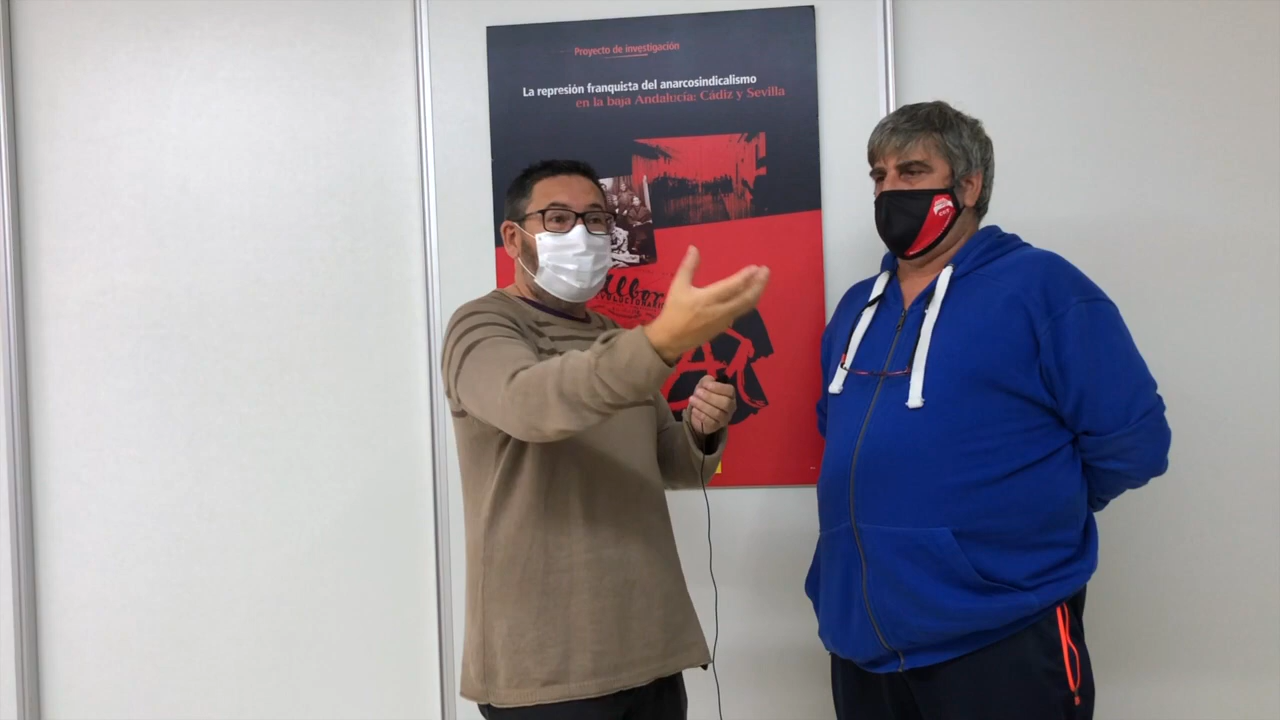 Proyecto de investigación
La represión franquista del anarcosindicalismo
en la baja Andalucía: Cádiz y Sevilla